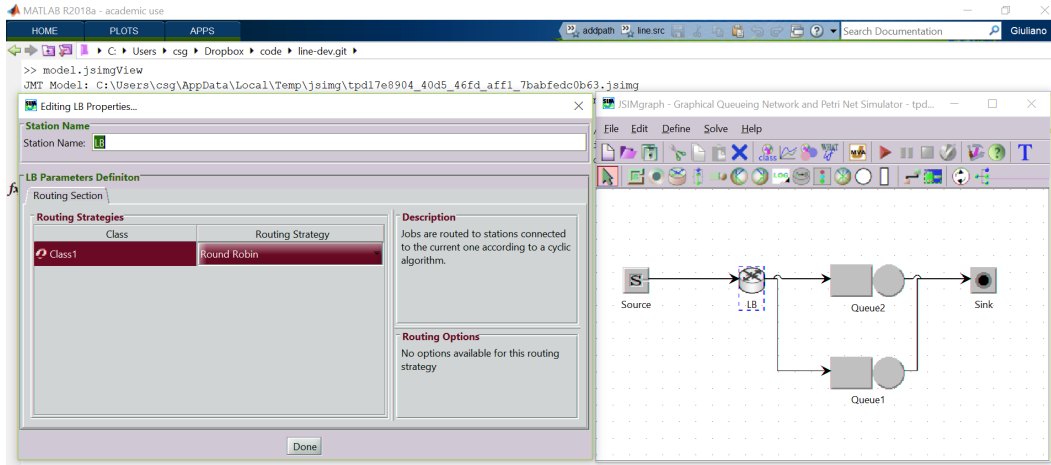 MATLAB R2018a - academic use
HOME PLOTS APPS addpath line.src Search Documentation Giuliano
C: Users csg Dropbox code line-dev.git
>> model.jsimgView
JMT Model: C:\Users\csg\AppData\Local\Temp\jsimg\tpd17e8904_40d5_46fd_aff1_7babfedc0b63.jsimg
Editing LB Properties...
Station Name
Station Name: LB
LB Parameters Definiton
Routing Section
Routing Strategies
Class Routing Strategy
Class1 Round Robin
Description
Jobs are routed to stations connected
to the current one according to a cyclic
algorithm.
Routing Options
No options available for this routing
strategy
Done
fx
JSIMgraph - Graphical Queueing Network and Petri Net Simulator - tpd...
File Edit Define Solve Help
class WHAT IF MVA T
LOG
S
Source LB Queue2 Sink
Queue1